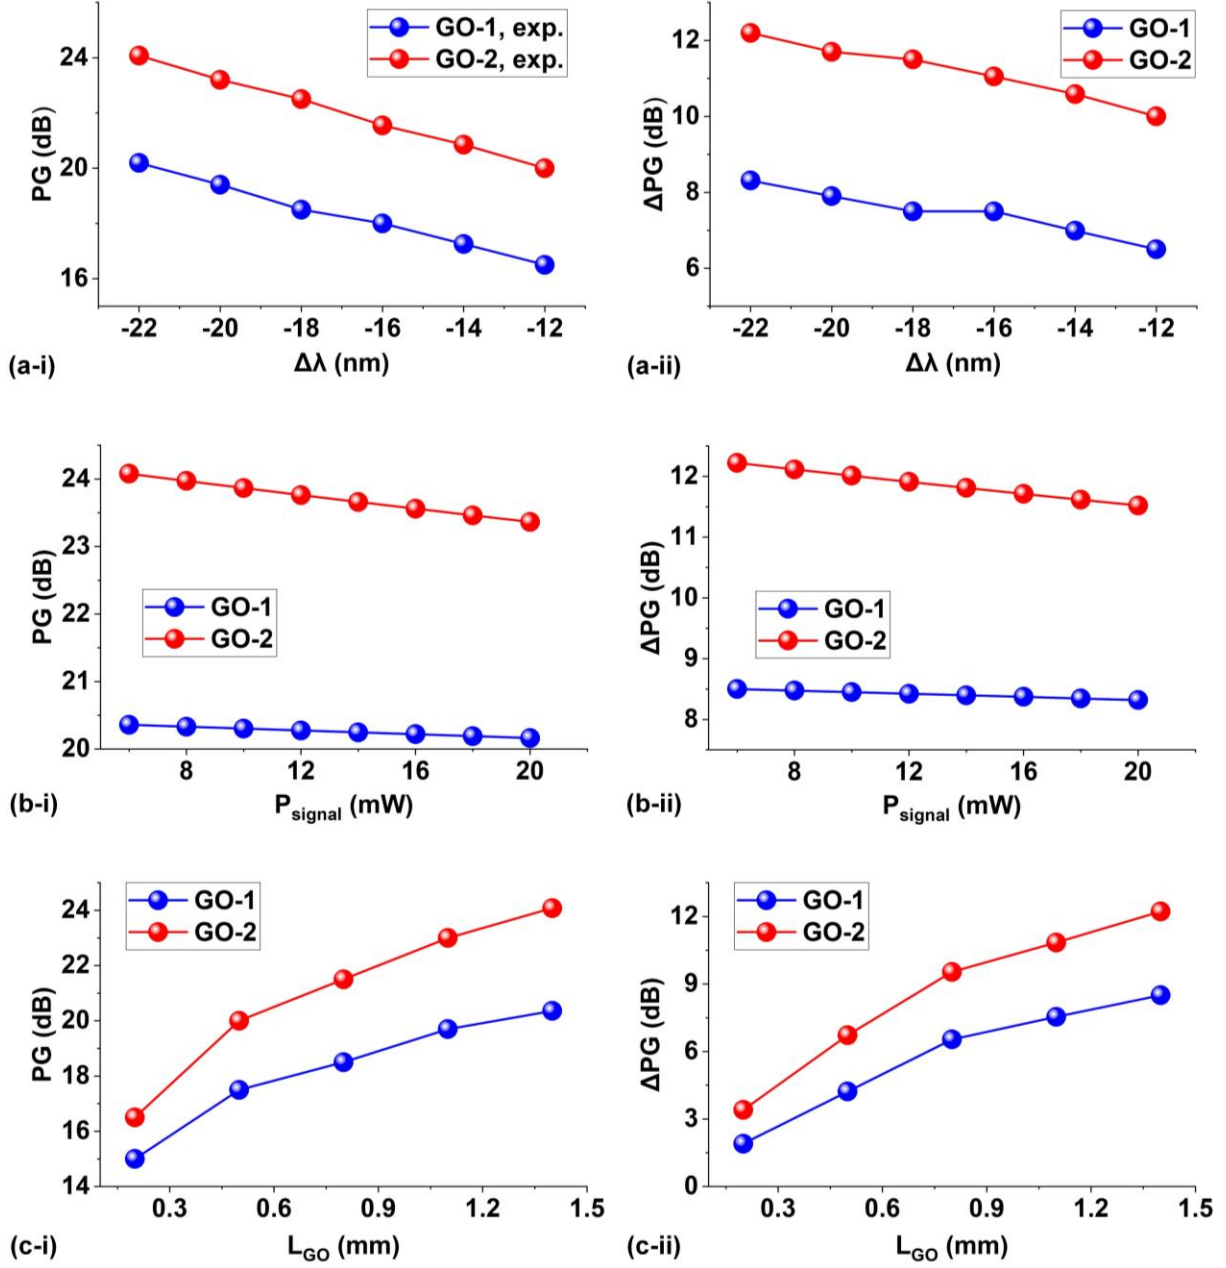 GO-1, exp.
GO-2, exp.
24
20
16
PG (dB)
-22 -20 -18 -16 -14 -12
Δλ (nm)
(a-i)
GO-1
GO-2
12
10
8
6
ΔPG (dB)
-22 -20 -18 -16 -14 -12
Δλ (nm)
(a-ii)
24
23
22
21
20
PG (dB)
GO-1
GO-2
8 12 16 20
Psignal (mW)
(b-i)
12
11
10
9
8
ΔPG (dB)
GO-1
GO-2
8 12 16 20
Psignal (mW)
(b-ii)
GO-1
GO-2
24
22
20
18
16
14
PG (dB)
0.3 0.6 0.9 1.2 1.5
LGO (mm)
(c-i)
GO-1
GO-2
12
9
6
3
0
ΔPG (dB)
0.3 0.6 0.9 1.2 1.5
LGO (mm)
(c-ii)